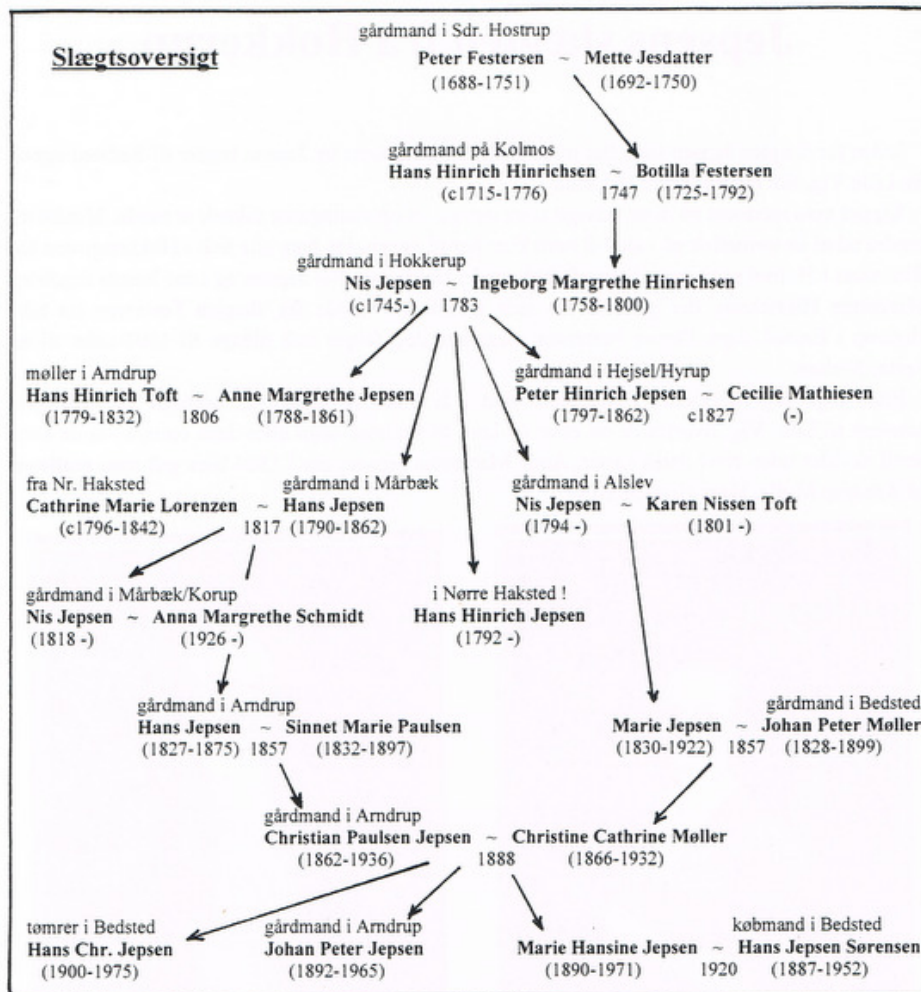 Slægtsoversigt
gårdmand i Sdr. Hostrup
Peter Festersen ~ Mette Jesdatter
(1688-1751) (1692-1750)
gårdmand på Kolmos
Hans Hinrich Hinrichsen ~ Botilla Festersen
(c1715-1776) 1747 (1725-1792)
gårdmand i Hokkerup
Nis Jepsen ~ Ingeborg Margrethe Hinrichsen
(c1745-) 1783 (1758-1800)
møller i Arndrup
Hans Hinrich Toft ~ Anne Margrethe Jepsen
(1779-1832) 1806 (1788-1861)
gårdmand i Hejsel/Hyrup
Peter Hinrich Jepsen ~ Cecilie Mathiesen
(1797-1862) c1827 (-)
fra Nr. Haksted gårdmand i Mårbæk
Cathrine Marie Lorenzen ~ Hans Jepsen
(c1796-1842) 1817 (1790-1862)
gårdmand i Alslev
Nis Jepsen ~ Karen Nissen Toft
(1794 -) (1801 -)
gårdmand i Mårbæk/Korup
Nis Jepsen ~ Anna Margrethe Schmidt
(1818 -) (1926 -)
i Nørre Haksted !
Hans Hinrich Jepsen
(1792 -)
gårdmand i Arndrup
Hans Jepsen ~ Sinnet Marie Paulsen
(1827-1875) 1857 (1832-1897)
gårdmand i Bedsted
Marie Jepsen ~ Johan Peter Møller
(1830-1922) 1857 (1828-1899)
gårdmand i Arndrup
Christian Paulsen Jepsen ~ Christine Cathrine Møller
(1862-1936) 1888 (1866-1932)
tømrer i Bedsted
Hans Chr. Jepsen
(1900-1975)
gårdmand i Arndrup
Johan Peter Jepsen
(1892-1965)
købmand i Bedsted
Marie Hansine Jepsen ~ Hans Jepsen Sørensen
(1890-1971) 1920 (1887-1952)